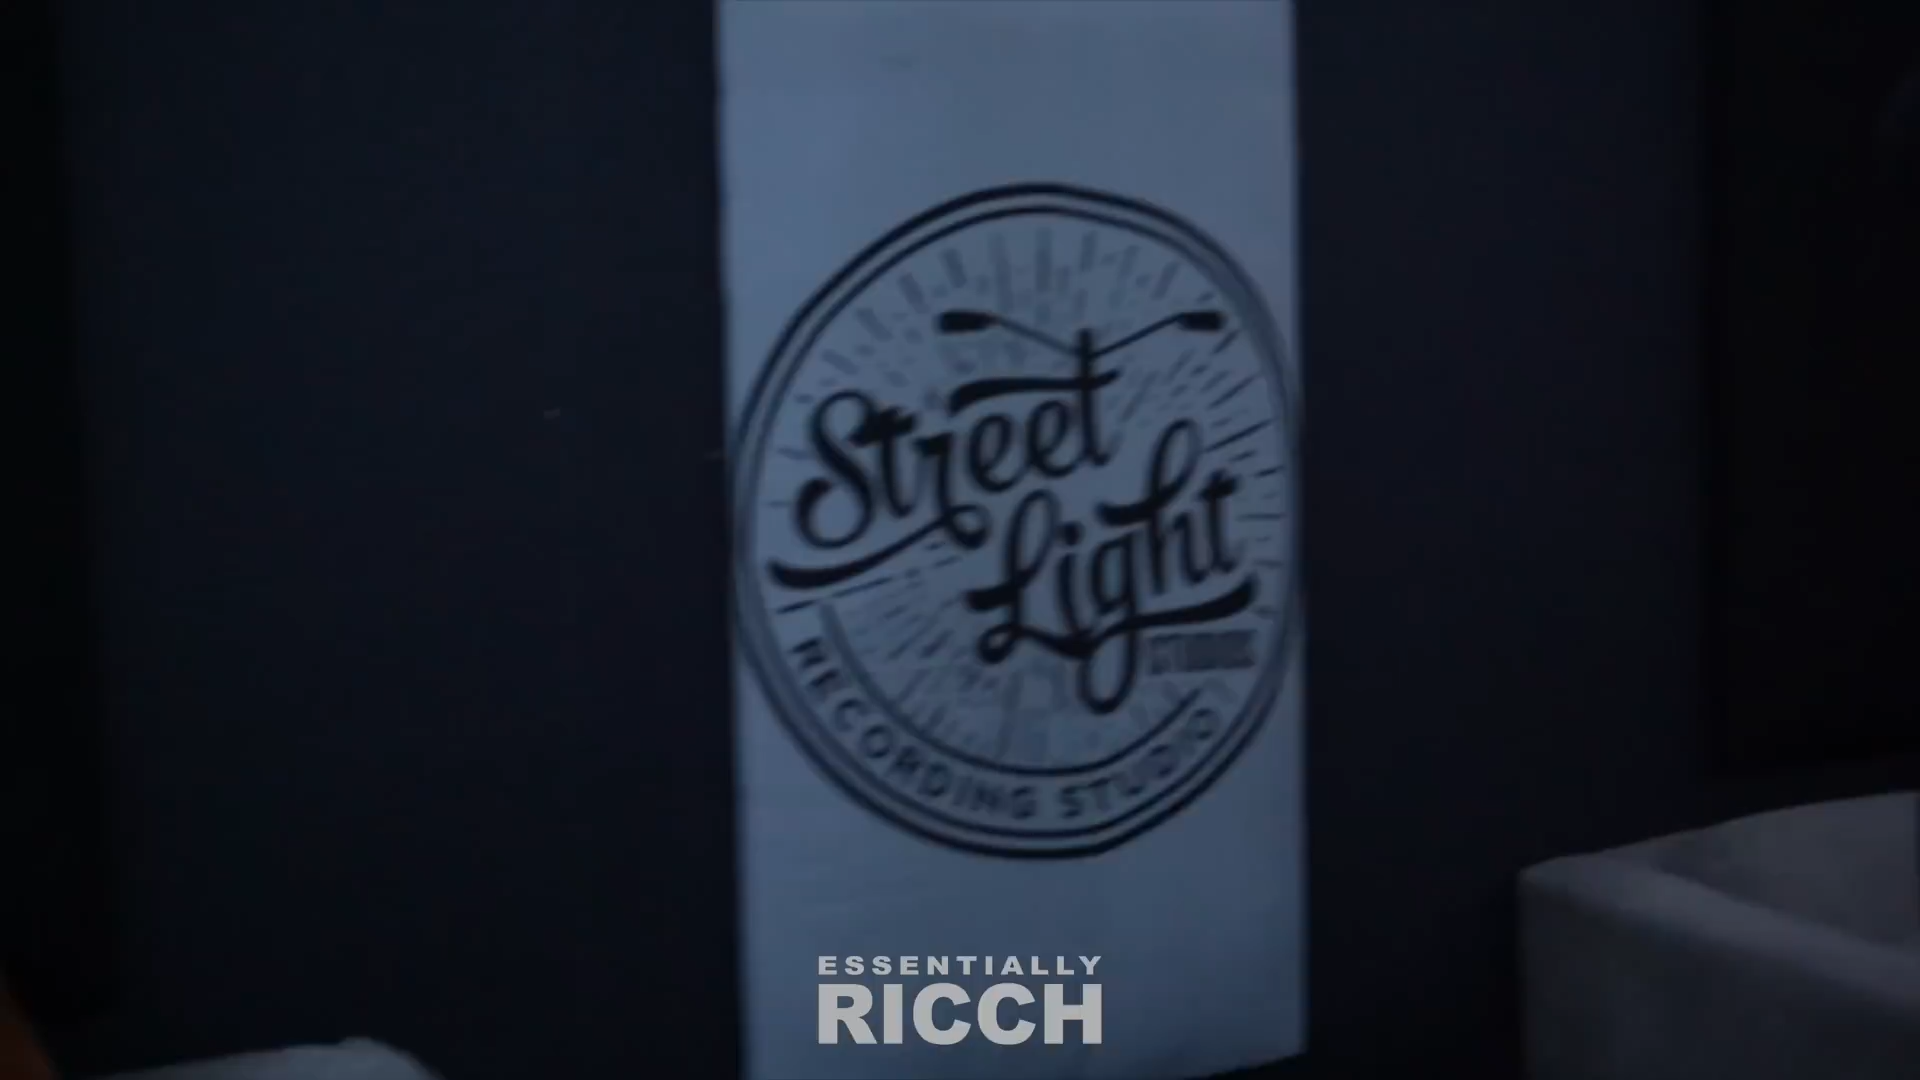 Street
Light
RECORDING STUDIO
ESSENTIALLY
RICCH